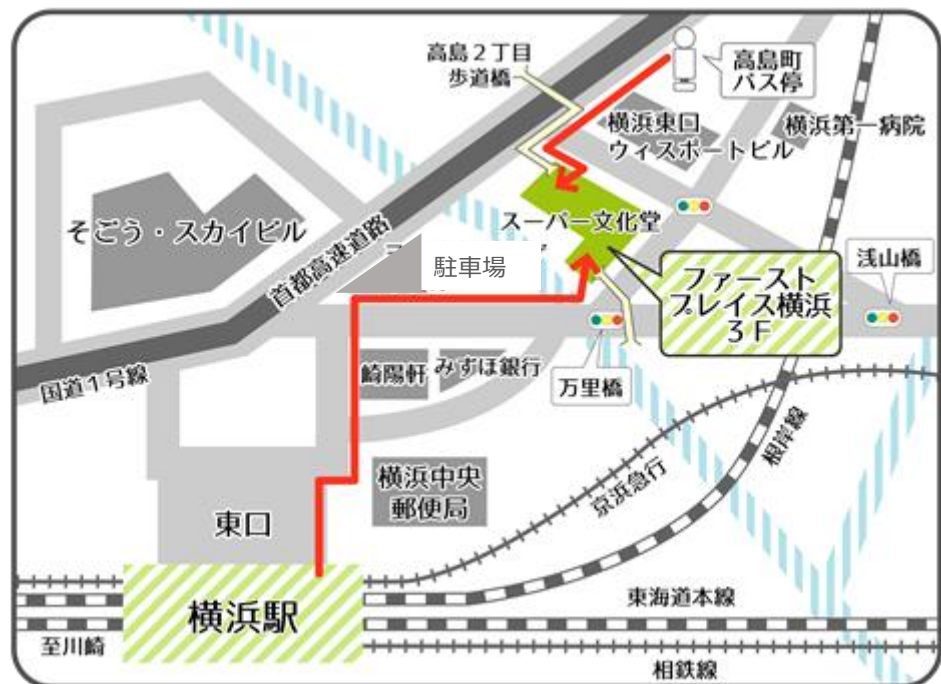 高島２丁目
歩道橋
高島町
バス停
横浜東口
ウィスポートビル
横浜第一病院
そごう・スカイビル
首都高速道路
スーパー文化堂
駐車場
ファースト
プレイス横浜
３Ｆ
浅山橋
国道１号線
崎陽軒
みずほ銀行
万里橋
横浜中央
郵便局
京浜急行
根岸線
東口
横浜駅
東海道本線
至川崎
相鉄線